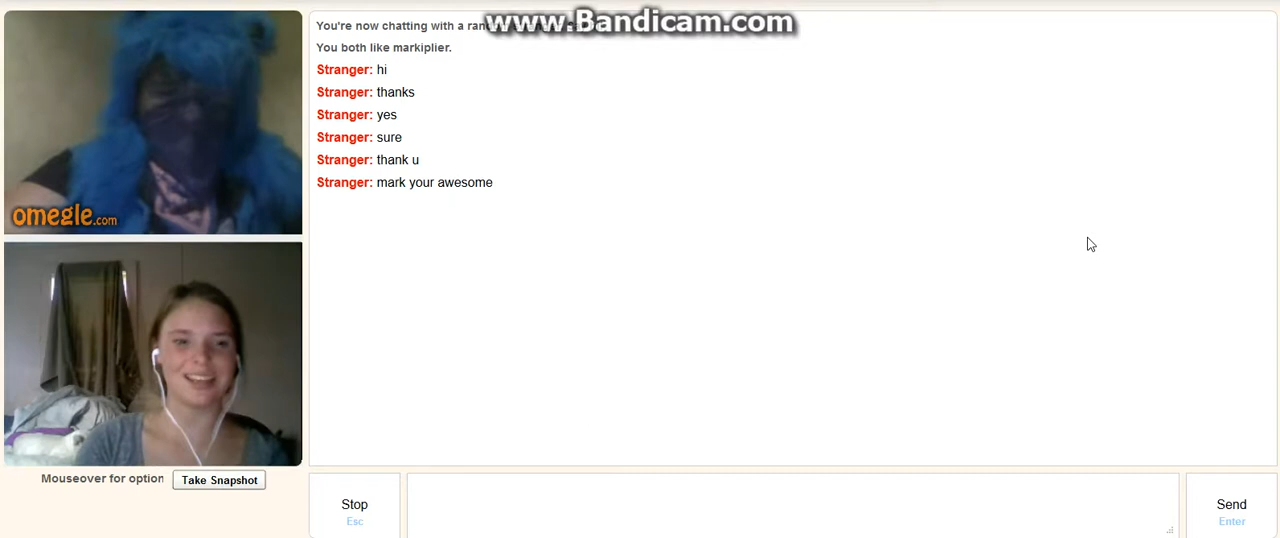 www.Bandicam.com
You're now chatting with a
You both like markiplier.
Stranger: hi
Stranger: thanks
Stranger: yes
Stranger: sure
Stranger: thank u
Stranger: mark your awesome
omegle.com
Mouseover for option
Take Snapshot
Stop
Esc
Send
Enter